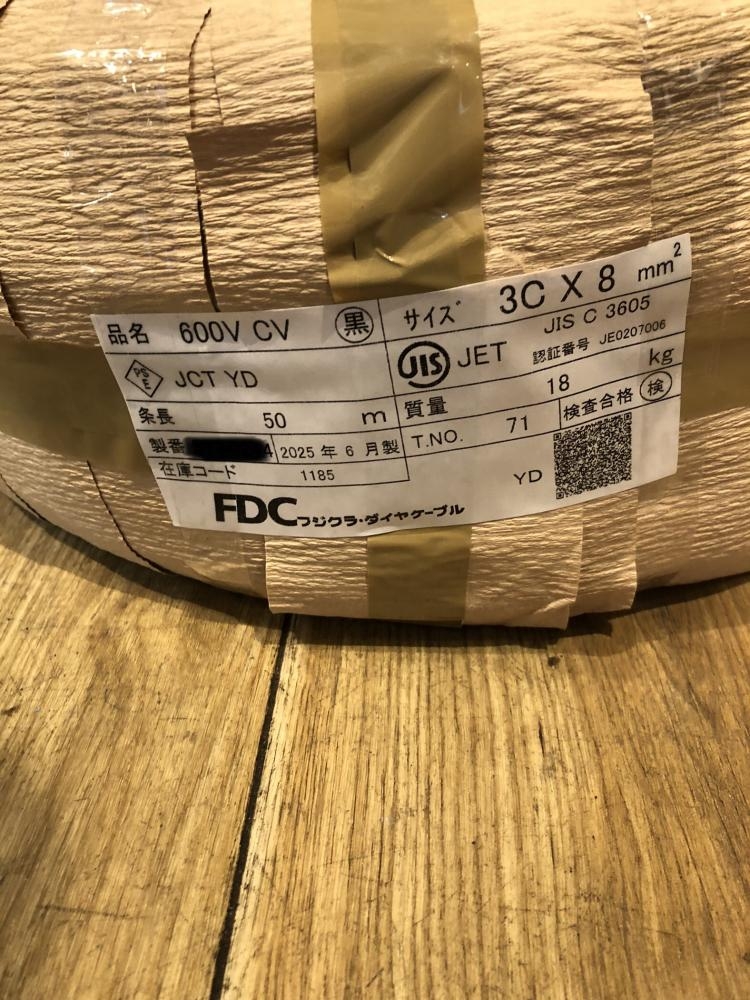 品名 600V CV 黒 サイズ 3C X 8 mm²
PSE JCT YD JIS JET JIS C 3605
認証番号 JE0207006
条長 50 m 質量 18 kg
製番 4 2025 年 6 月製 T.NO. 71 検査合格 検
在庫コード 1185 YD
FDC フジクラ・ダイヤケーブル